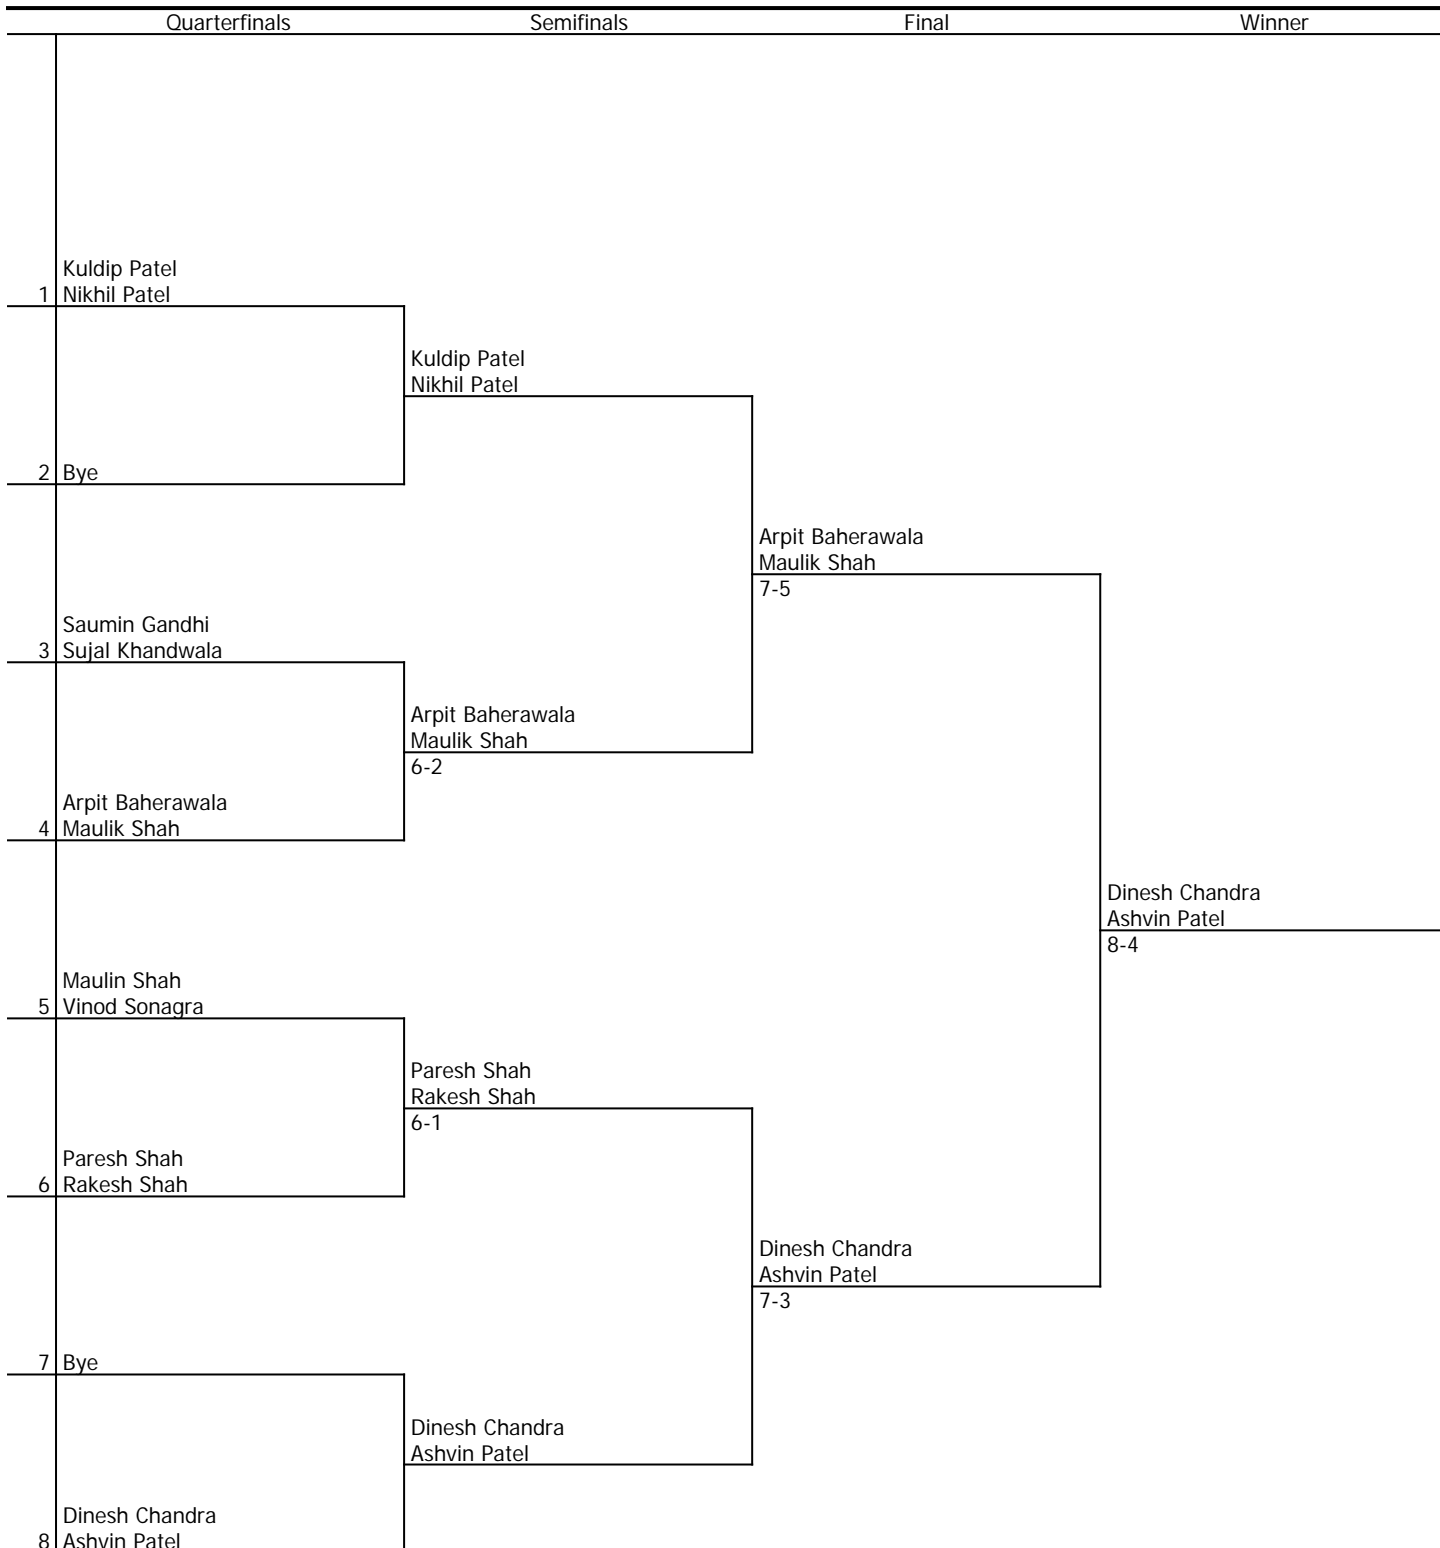 Quarterfinals Semifinals Final Winner
Kuldip Patel
1 Nikhil Patel
Kuldip Patel
Nikhil Patel
2 Bye
Arpit Baherawala
Maulik Shah
7-5
Saumin Gandhi
3 Sujal Khandwala
Arpit Baherawala
Maulik Shah
6-2
Arpit Baherawala
4 Maulik Shah
Dinesh Chandra
Ashvin Patel
8-4
Maulin Shah
5 Vinod Sonagra
Paresh Shah
Rakesh Shah
6-1
Paresh Shah
6 Rakesh Shah
Dinesh Chandra
Ashvin Patel
7-3
7 Bye
Dinesh Chandra
Ashvin Patel
Dinesh Chandra
8 Ashvin Patel